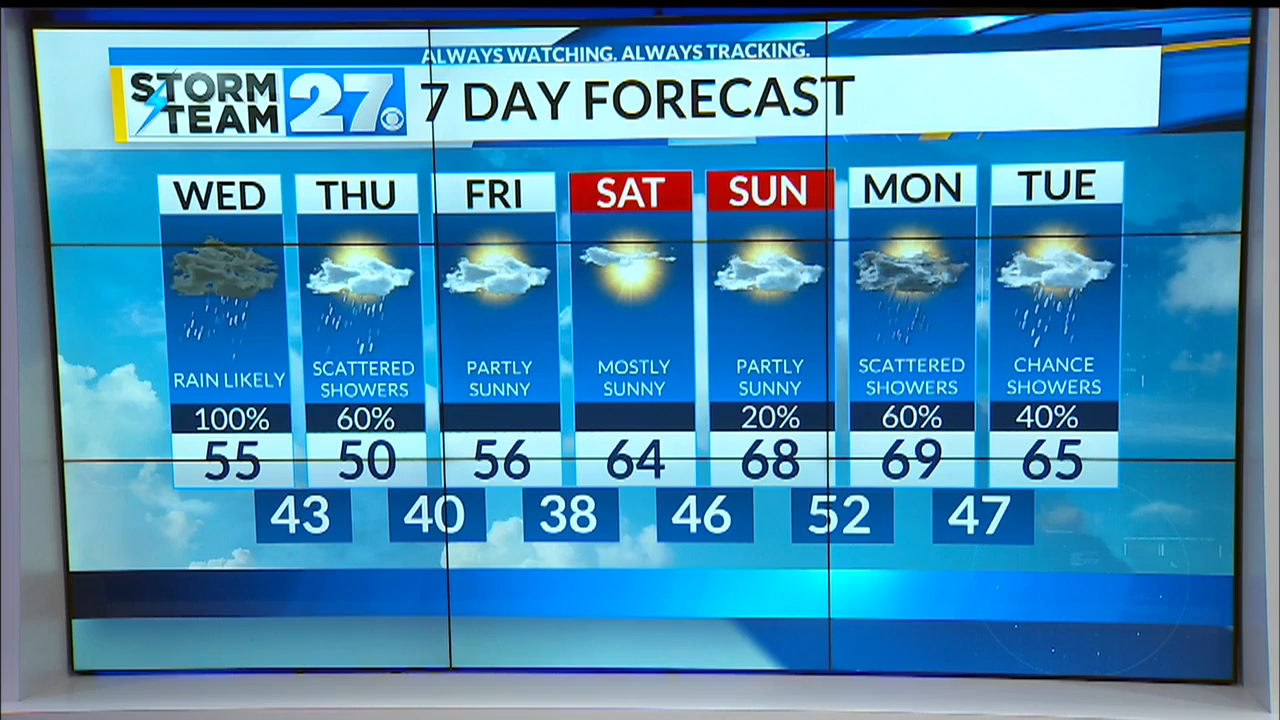 ALWAYS WATCHING. ALWAYS TRACKING.
STORM
TEAM
27
7 DAY FORECAST
WED THU FRI SAT SUN MON TUE
RAIN LIKELY
SCATTERED SHOWERS
PARTLY SUNNY
MOSTLY SUNNY
PARTLY SUNNY
SCATTERED SHOWERS
CHANCE SHOWERS
100% 60% 20% 60% 40%
55 50 56 64 68 69 65
43 40 38 46 52 47